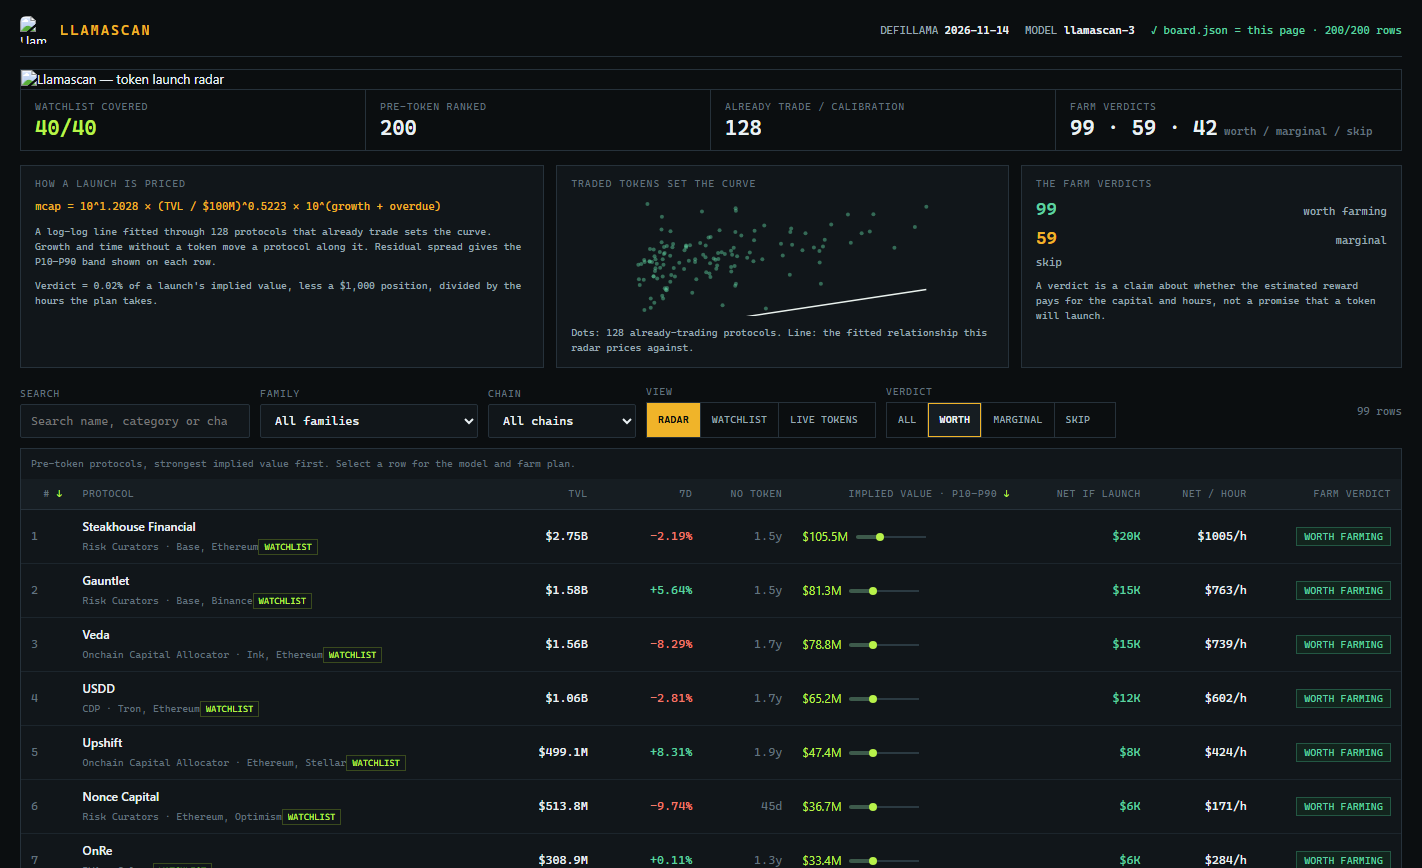 Llam
LLAMASCAN
DEFILLAMA 2026-11-14 MODEL llamascan-3 ✓ board.json = this page · 200/200 rows
Llamascan — token launch radar
WATCHLIST COVERED
40/40
PRE-TOKEN RANKED
200
ALREADY TRADE / CALIBRATION
128
FARM VERDICTS
99 · 59 · 42 worth / marginal / skip
HOW A LAUNCH IS PRICED
mcap = 10^1.2028 × (TVL / $100M)^0.5223 × 10^(growth + overdue)
A log-log line fitted through 128 protocols that already trade sets the curve.
Growth and time without a token move a protocol along it. Residual spread gives the
P10-P90 band shown on each row.
Verdict = 0.02% of a launch's implied value, less a $1,000 position, divided by the
hours the plan takes.
TRADED TOKENS SET THE CURVE
Dots: 128 already-trading protocols. Line: the fitted relationship this
radar prices against.
THE FARM VERDICTS
99 worth farming
59 marginal
skip
A verdict is a claim about whether the estimated reward
pays for the capital and hours, not a promise that a token
will launch.
SEARCH
Search name, category or cha
FAMILY
All families
CHAIN
All chains
VIEW
RADAR WATCHLIST LIVE TOKENS
VERDICT
ALL WORTH MARGINAL SKIP
99 rows
Pre-token protocols, strongest implied value first. Select a row for the model and farm plan.
# ↓ PROTOCOL TVL 7D NO TOKEN IMPLIED VALUE · P10-P90 ↓ NET IF LAUNCH NET / HOUR FARM VERDICT
1 Steakhouse Financial $2.75B -2.19% 1.5y $105.5M $20K $1005/h WORTH FARMING
Risk Curators · Base, Ethereum WATCHLIST
2 Gauntlet $1.58B +5.64% 1.5y $81.3M $15K $763/h WORTH FARMING
Risk Curators · Base, Binance WATCHLIST
3 Veda $1.56B -8.29% 1.7y $78.8M $15K $739/h WORTH FARMING
Onchain Capital Allocator · Ink, Ethereum WATCHLIST
4 USDD $1.06B -2.81% 1.7y $65.2M $12K $602/h WORTH FARMING
CDP · Tron, Ethereum WATCHLIST
5 Upshift $499.1M +8.31% 1.9y $47.4M $8K $424/h WORTH FARMING
Onchain Capital Allocator · Ethereum, Stellar WATCHLIST
6 Nonce Capital $513.8M -9.74% 45d $36.7M $6K $171/h WORTH FARMING
Risk Curators · Ethereum, Optimism WATCHLIST
7 OnRe $308.9M +0.11% 1.3y $33.4M $6K $284/h WORTH FARMING